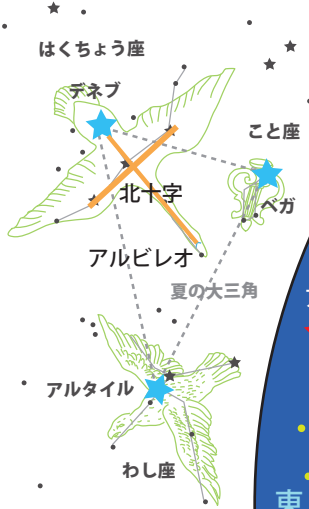 はくちょう座
デネブ
こと座
北十字
ベガ
アルビレオ
夏の大三角
アルタイル
わし座
東